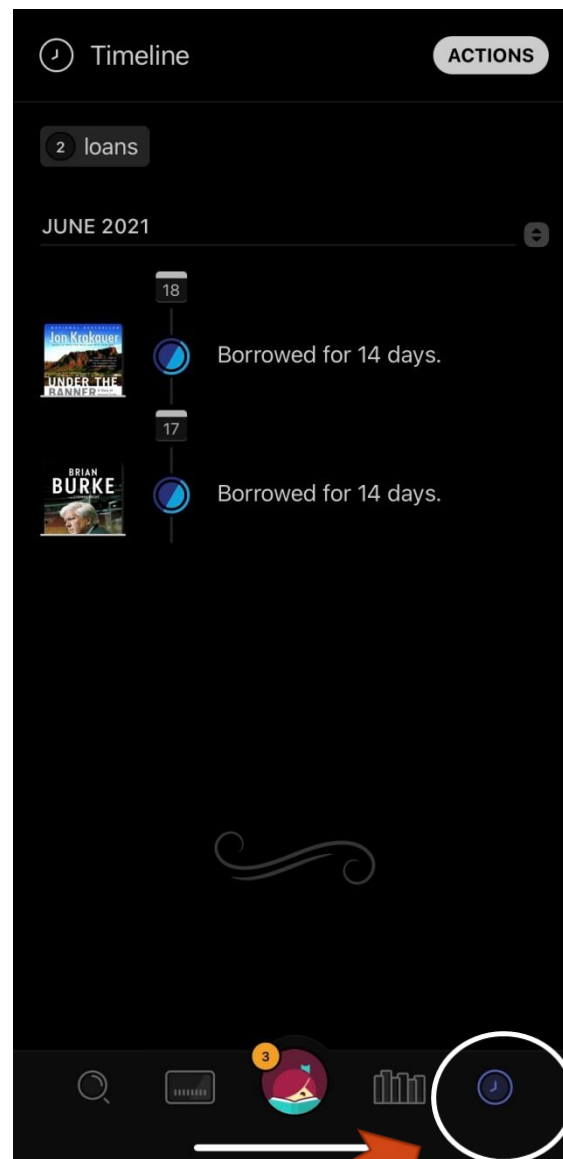 Timeline
ACTIONS
2 loans
JUNE 2021
18
Jon Krakauer
UNDER THE
BANNER
Borrowed for 14 days.
17
BRIAN
BURKE
Borrowed for 14 days.
3